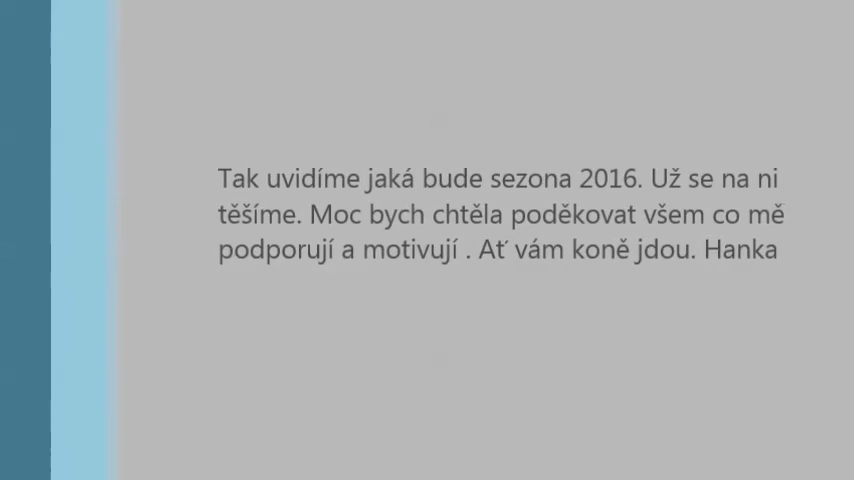 Tak uvidíme jaká bude sezona 2016. Už se na ni
těšíme. Moc bych chtěla poděkovat všem co mě
podporují a motivují . Ať vám koně jdou. Hanka